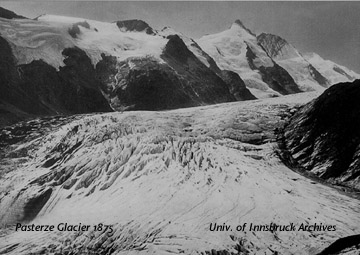 Pasterze Glacier 1875
Univ. of Innsbruck Archives